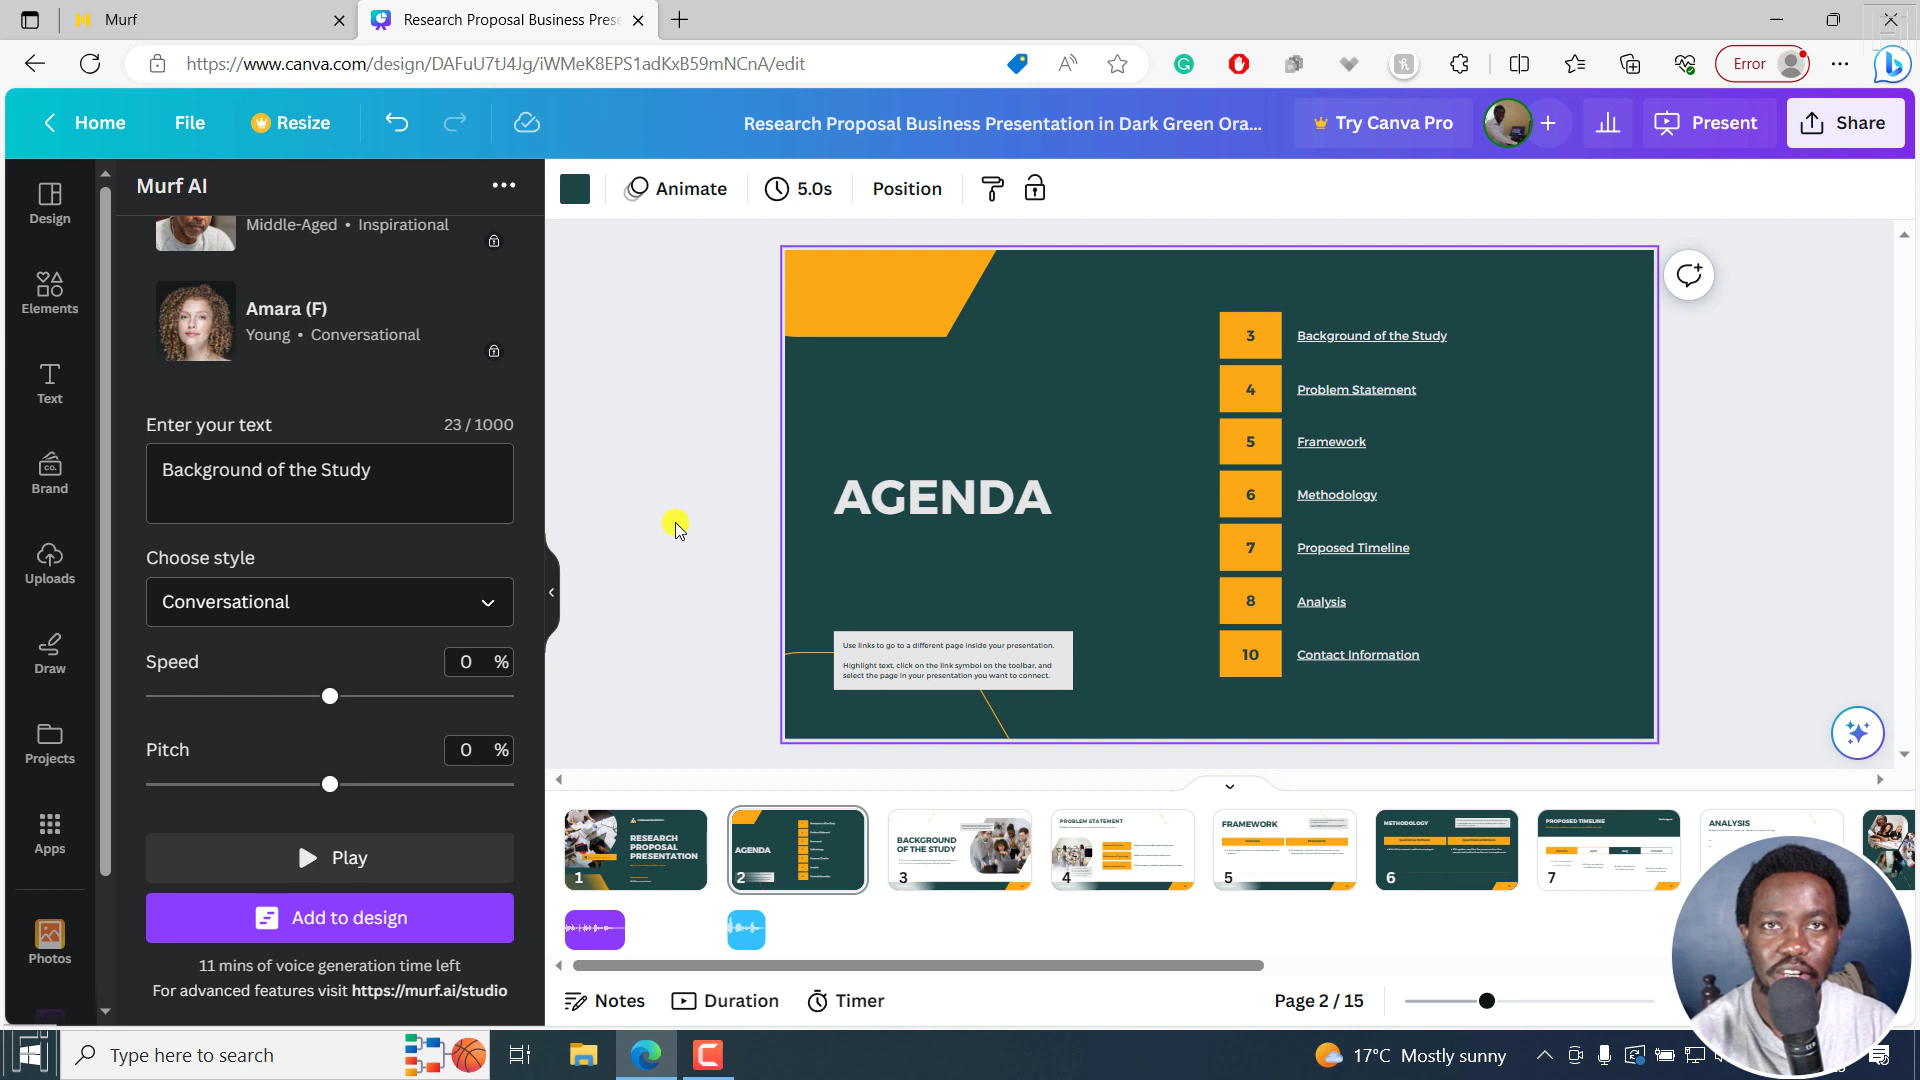 Murf
Research Proposal Business Prese
https://www.canva.com/design/DAFuU7tJ4Jg/iWMeK8EPS1adKxB59mNCnA/edit
Error
Home
File
Resize
Research Proposal Business Presentation in Dark Green Ora...
Try Canva Pro
Present
Share
Design
Elements
Text
Brand
Uploads
Draw
Projects
Apps
Photos
Murf AI
Middle-Aged • Inspirational
Amara (F)
Young • Conversational
Enter your text
23 / 1000
Background of the Study
Choose style
Conversational
Speed
0 %
Pitch
0 %
Play
Add to design
11 mins of voice generation time left
For advanced features visit https://murf.ai/studio
Animate
5.0s
Position
AGENDA
3 Background of the Study
4 Problem Statement
5 Framework
6 Methodology
7 Proposed Timeline
8 Analysis
10 Contact Information
Use links to go to a different page inside your presentation.
Highlight text, click on the link symbol on the toolbar, and
select the page in your presentation you want to connect.
RESEARCH
PROPOSAL
PRESENTATION
1
AGENDA
2
BACKGROUND
OF THE STUDY
3
PROBLEM STATEMENT
4
FRAMEWORK
5
METHODOLOGY
6
PROPOSED TIMELINE
7
ANALYSIS
Notes
Duration
Timer
Page 2 / 15
Type here to search
17°C Mostly sunny